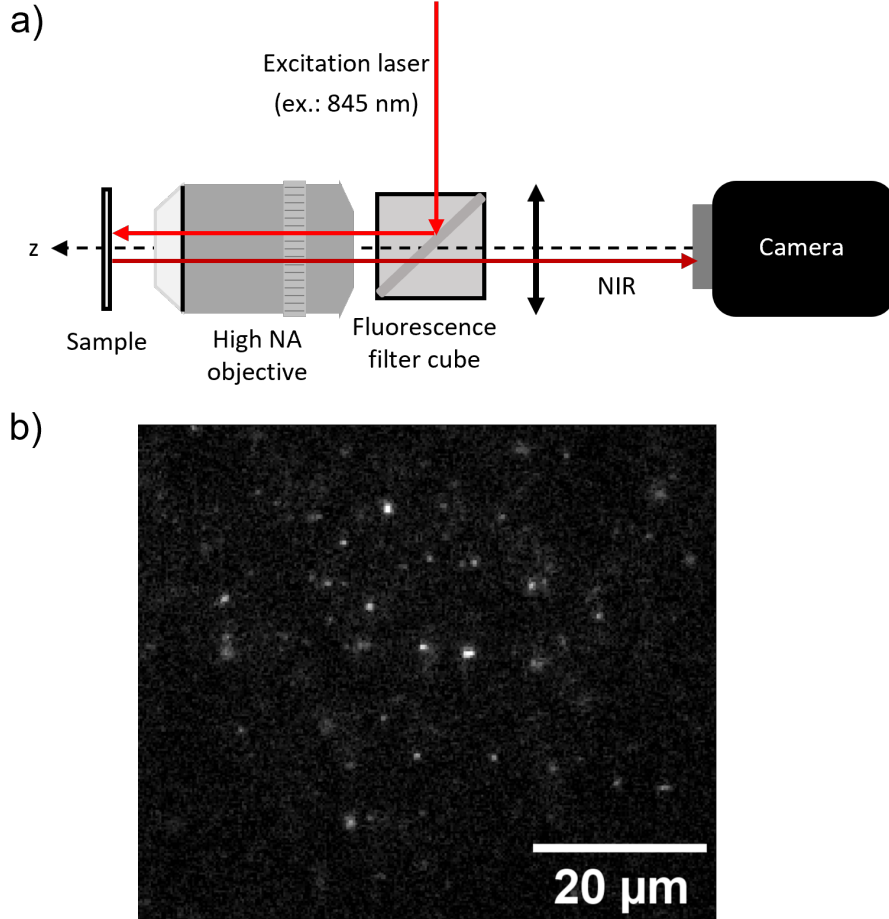 a)
Excitation laser
(ex.: 845 nm)
z
Camera
NIR
Sample
High NA
objective
Fluorescence
filter cube
b)
20 µm